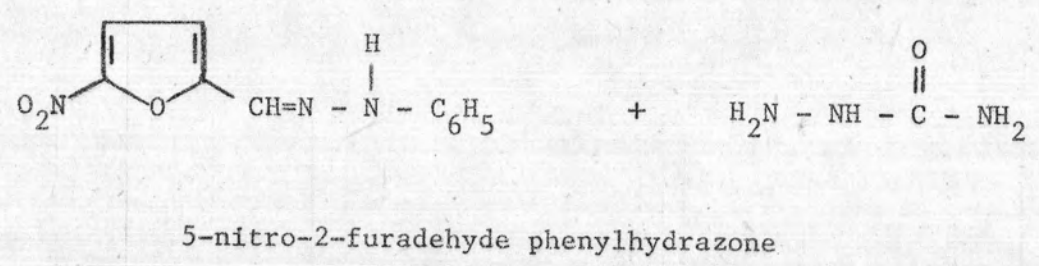 H O
O₂N O CH=N - N - C₆H₅ + H₂N - NH - C - NH₂
5-nitro-2-furadehyde phenylhydrazone